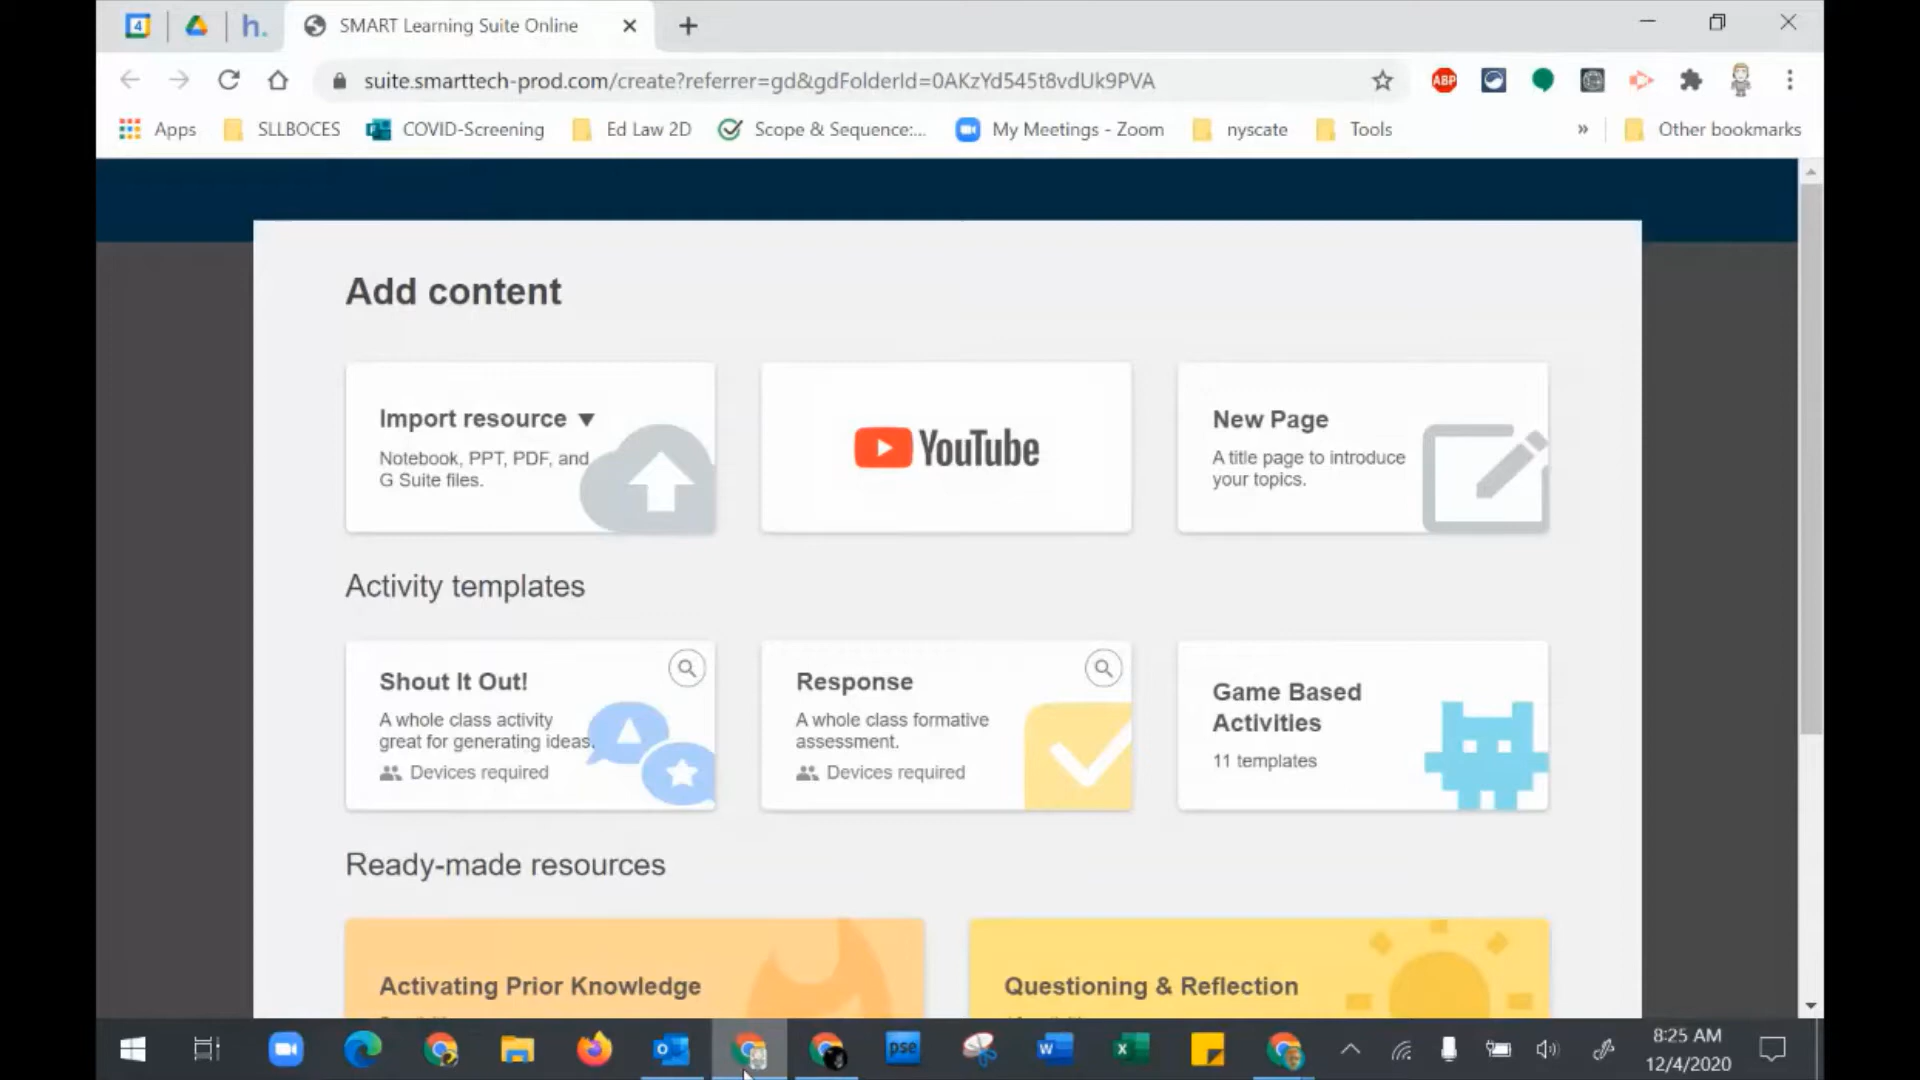 4
h.
SMART Learning Suite Online
suite.smarttech-prod.com/create?referrer=gd&gdFolderId=0AKzYd545t8vdUk9PVA
ABP
Apps
SLLBOCES
COVID-Screening
Ed Law 2D
Scope & Sequence:...
My Meetings - Zoom
nyscate
Tools
»
Other bookmarks
Add content
Import resource
Notebook, PPT, PDF, and
G Suite files.
YouTube
New Page
A title page to introduce
your topics.
Activity templates
Shout It Out!
A whole class activity
great for generating ideas.
Devices required
Response
A whole class formative
assessment.
Devices required
Game Based
Activities
11 templates
Ready-made resources
Activating Prior Knowledge
Questioning & Reflection
pse
8:25 AM
12/4/2020